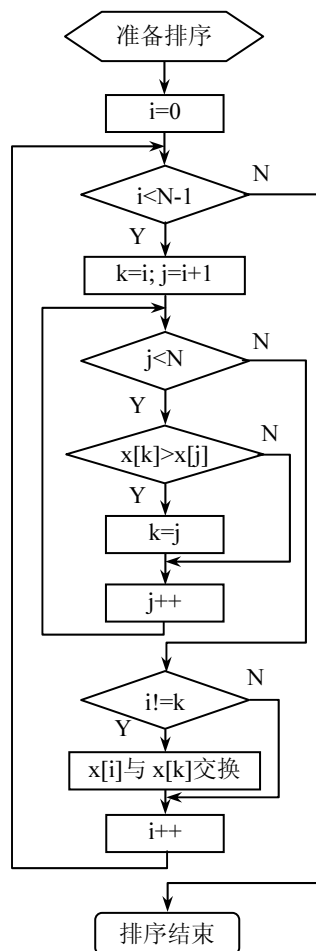 准备排序
i=0
i<N-1
N
Y
k=i; j=i+1
j<N
N
Y
x[k]>x[j]
N
Y
k=j
j++
i!=k
N
Y
x[i]与 x[k]交换
i++
排序结束